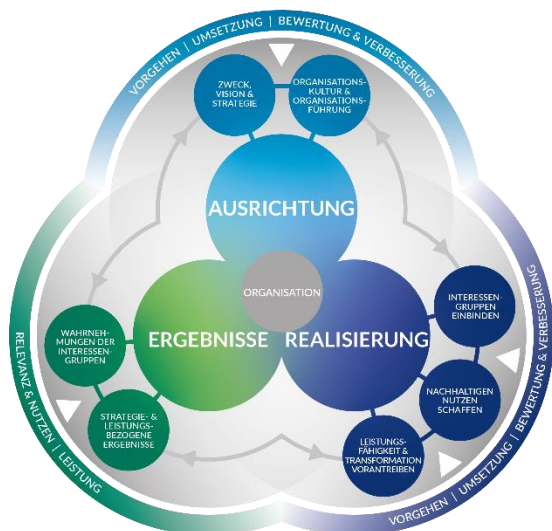 VORGEHEN | UMSETZUNG | BEWERTUNG & VERBESSERUNG
ZWECK,
VISION &
STRATEGIE
ORGANISATIONS-
KULTUR &
ORGANISATIONS-
FÜHRUNG
AUSRICHTUNG
ORGANISATION
ERGEBNISSE
REALISIERUNG
WAHRNEH-
MUNGEN DER
INTERESSEN-
GRUPPEN
STRATEGIE- &
LEISTUNGS-
BEZOGENE
ERGEBNISSE
INTERESSEN-
GRUPPEN
EINBINDEN
NACHHALTIGEN
NUTZEN
SCHAFFEN
LEISTUNGS-
FÄHIGKEIT &
TRANSFORMATION
VORANTREIBEN
RELEVANZ & NUTZEN | LEISTUNG
VORGEHEN | UMSETZUNG | BEWERTUNG & VERBESSERUNG